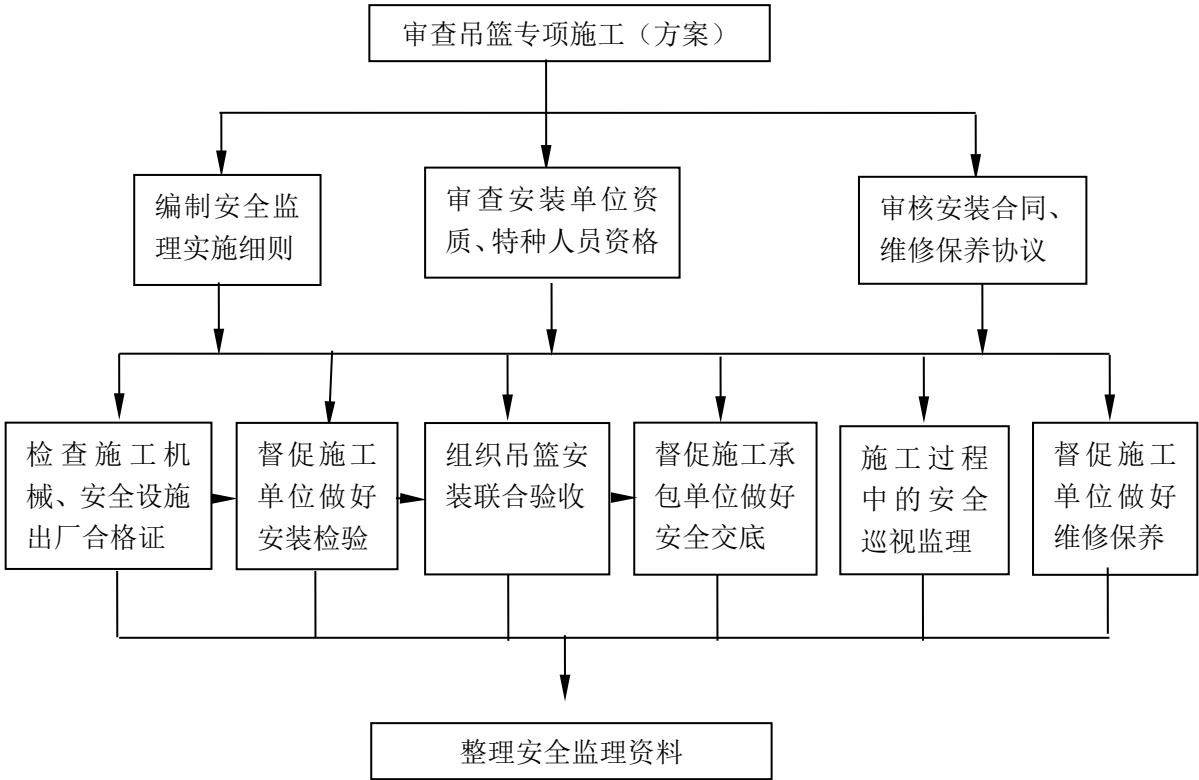 审查吊篮专项施工（方案）
编制安全监
理实施细则
审查安装单位资
质、特种人员资格
审核安装合同、
维修保养协议
检查施工机
械、安全设施
出厂合格证
督促施工
单位做好
安装检验
组织吊篮安
装联合验收
督促施工承
包单位做好
安全交底
施工过程
中的安全
巡视监理
督促施工
单位做好
维修保养
整理安全监理资料